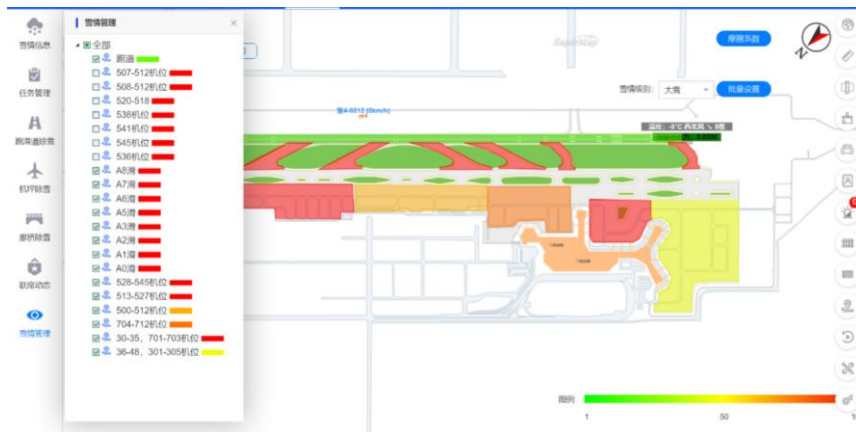 雪情信息
任务管理
跑滑道除雪
机坪除雪
廊桥除雪
联席动态
雪情管理
雪情管理
×
全部
跑道
507-512机位
508-512机位
520-518
538机位
541机位
545机位
536机位
A8滑
A7滑
A6滑
A5滑
A3滑
A2滑
A1滑
A0滑
528-545机位
513-527机位
500-512机位
704-712机位
30-35，701-703机位
36-48，301-305机位
SuperMap
摩擦系数
N
雪情级别：
大雪
批量设置
图例
1
50